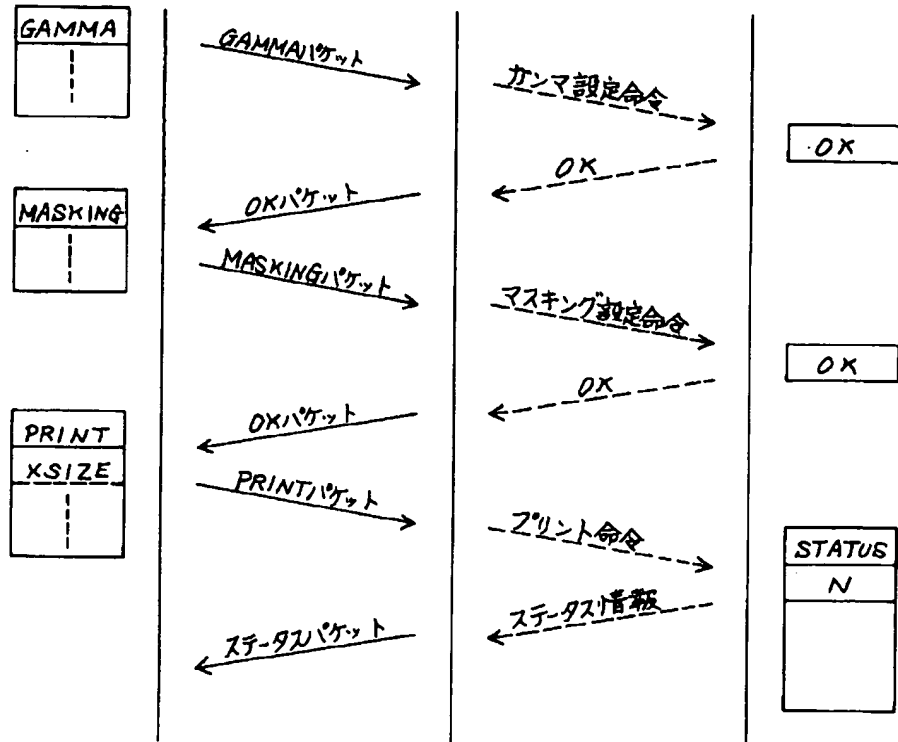 GAMMA
GAMMAパケット
ガンマ設定命令
OK
OK
OKパケット
MASKING
MASKINGパケット
マスキング設定命令
OK
OK
OKパケット
PRINT
XSIZE
PRINTパケット
プリント命令
STATUS
N
ステータス情報
ステータスパケット